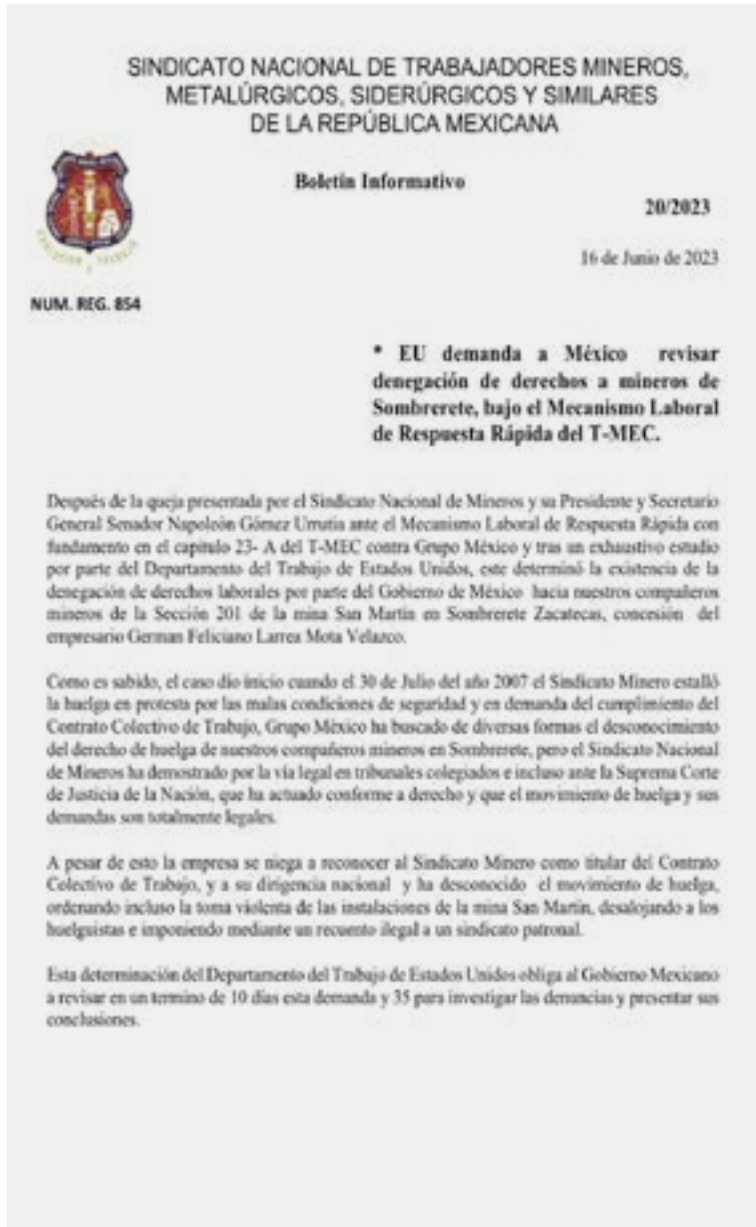 SINDICATO NACIONAL DE TRABAJADORES MINEROS,
METALÚRGICOS, SIDERÚRGICOS Y SIMILARES
DE LA REPÚBLICA MEXICANA
Boletín Informativo
20/2023
16 de Junio de 2023
NUM. REG. 854
* EU demanda a México revisar
denegación de derechos a mineros de
Sombrerete, bajo el Mecanismo Laboral
de Respuesta Rápida del T-MEC.
Después de la queja presentada por el Sindicato Nacional de Mineros y su Presidente y Secretario
General Senador Napoleón Gómez Urrutia ante el Mecanismo Laboral de Respuesta Rápida con
fundamento en el capitulo 23- A del T-MEC contra Grupo México y tras un exhaustivo estudio
por parte del Departamento del Trabajo de Estados Unidos, este determinó la existencia de la
denegación de derechos laborales por parte del Gobierno de México hacia nuestros compañeros
mineros de la Sección 201 de la mina San Martín en Sombrerete Zacatecas, concesión del
empresario German Feliciano Larrea Mota Velazco.
Como es sabido, el caso dio inicio cuando el 30 de Julio del año 2007 el Sindicato Minero estalló
la huelga en protesta por las malas condiciones de seguridad y en demanda del cumplimiento del
Contrato Colectivo de Trabajo, Grupo México ha buscado de diversas formas el desconocimiento
del derecho de huelga de nuestros compañeros mineros en Sombrerete, pero el Sindicato Nacional
de Mineros ha demostrado por la vía legal en tribunales colegiados e incluso ante la Suprema Corte
de Justicia de la Nación, que ha actuado conforme a derecho y que el movimiento de huelga y sus
demandas son totalmente legales.
A pesar de esto la empresa se niega a reconocer al Sindicato Minero como titular del Contrato
Colectivo de Trabajo, y a su dirigencia nacional y ha desconocido el movimiento de huelga,
ordenando incluso la toma violenta de las instalaciones de la mina San Martín, desalojando a los
huelguistas e imponiendo mediante un recuento ilegal a un sindicato patronal.
Esta determinación del Departamento del Trabajo de Estados Unidos obliga al Gobierno Mexicano
a revisar en un termino de 10 días esta demanda y 35 para investigar las denuncias y presentar sus
conclusiones.